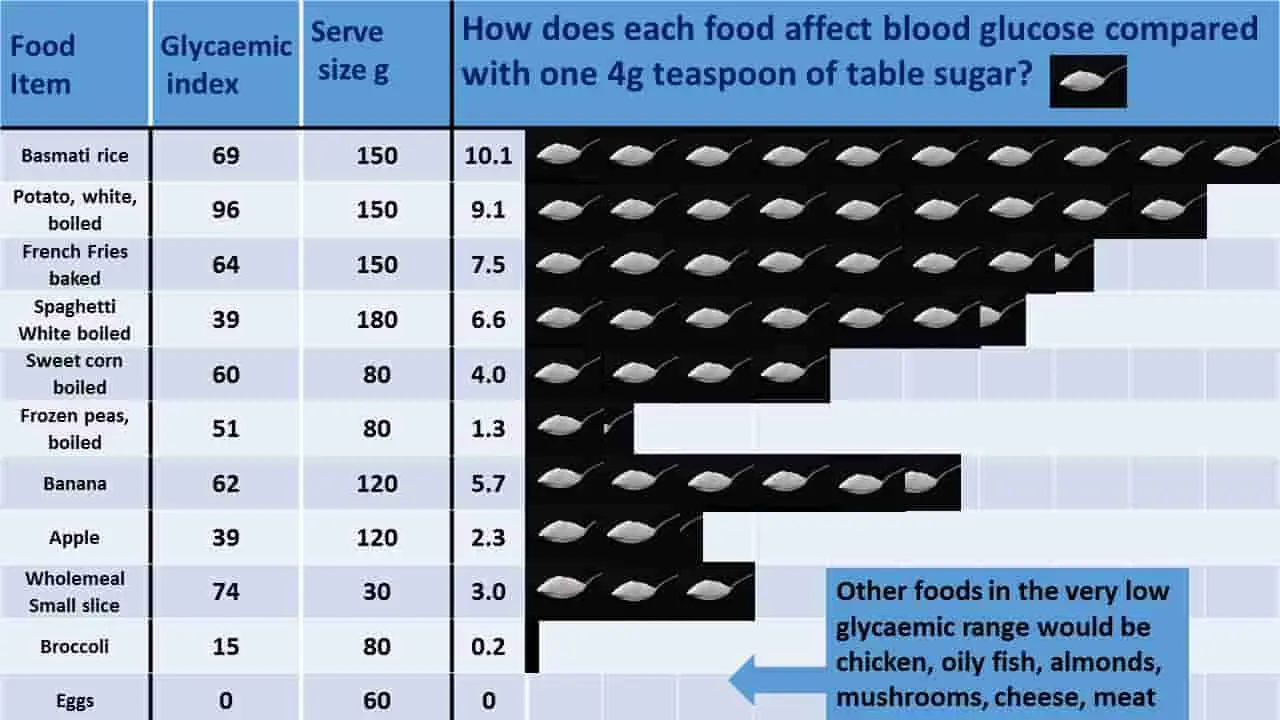 Food
Item
Glycaemic
index
Serve
size g
How does each food affect blood glucose compared
with one 4g teaspoon of table sugar?
Basmati rice 69 150 10.1
Potato, white,
boiled
96 150 9.1
French Fries
baked
64 150 7.5
Spaghetti
White boiled
39 180 6.6
Sweet corn
boiled
60 80 4.0
Frozen peas,
boiled
51 80 1.3
Banana 62 120 5.7
Apple 39 120 2.3
Wholemeal
Small slice
74 30 3.0
Broccoli 15 80 0.2
Eggs 0 60 0
Other foods in the very low
glycaemic range would be
chicken, oily fish, almonds,
mushrooms, cheese, meat